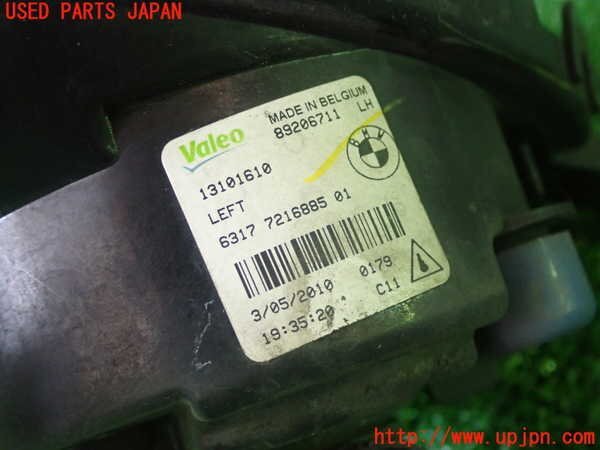 USED PARTS JAPAN
Valeo
MADE IN BELGIUM
89206711 LH
BMW
13101610
LEFT
6317 7216885 01
3/05/2010 0179
19:35:20 C11
http://www.upjpn.com/